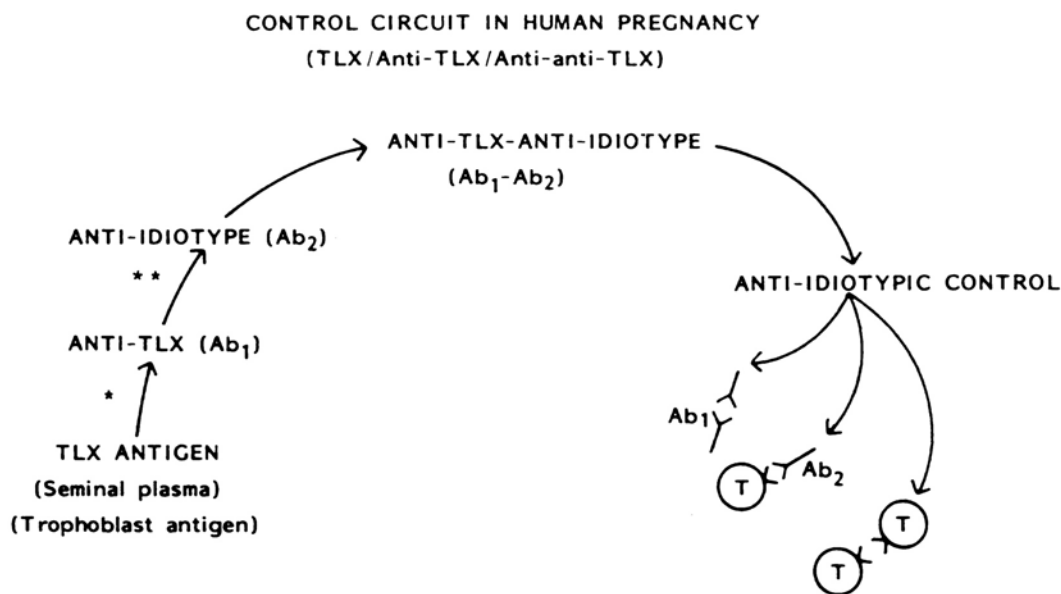 CONTROL CIRCUIT IN HUMAN PREGNANCY
(TLX/Anti-TLX/Anti-anti-TLX)
ANTI-TLX-ANTI-IDIOTYPE
(Ab₁-Ab₂)
ANTI-IDIOTYPE (Ab₂)
**
ANTI-IDIOTYPIC CONTROL
ANTI-TLX (Ab₁)
*
TLX ANTIGEN
(Seminal plasma)
(Trophoblast antigen)
Ab₁
T
Ab₂
T
T